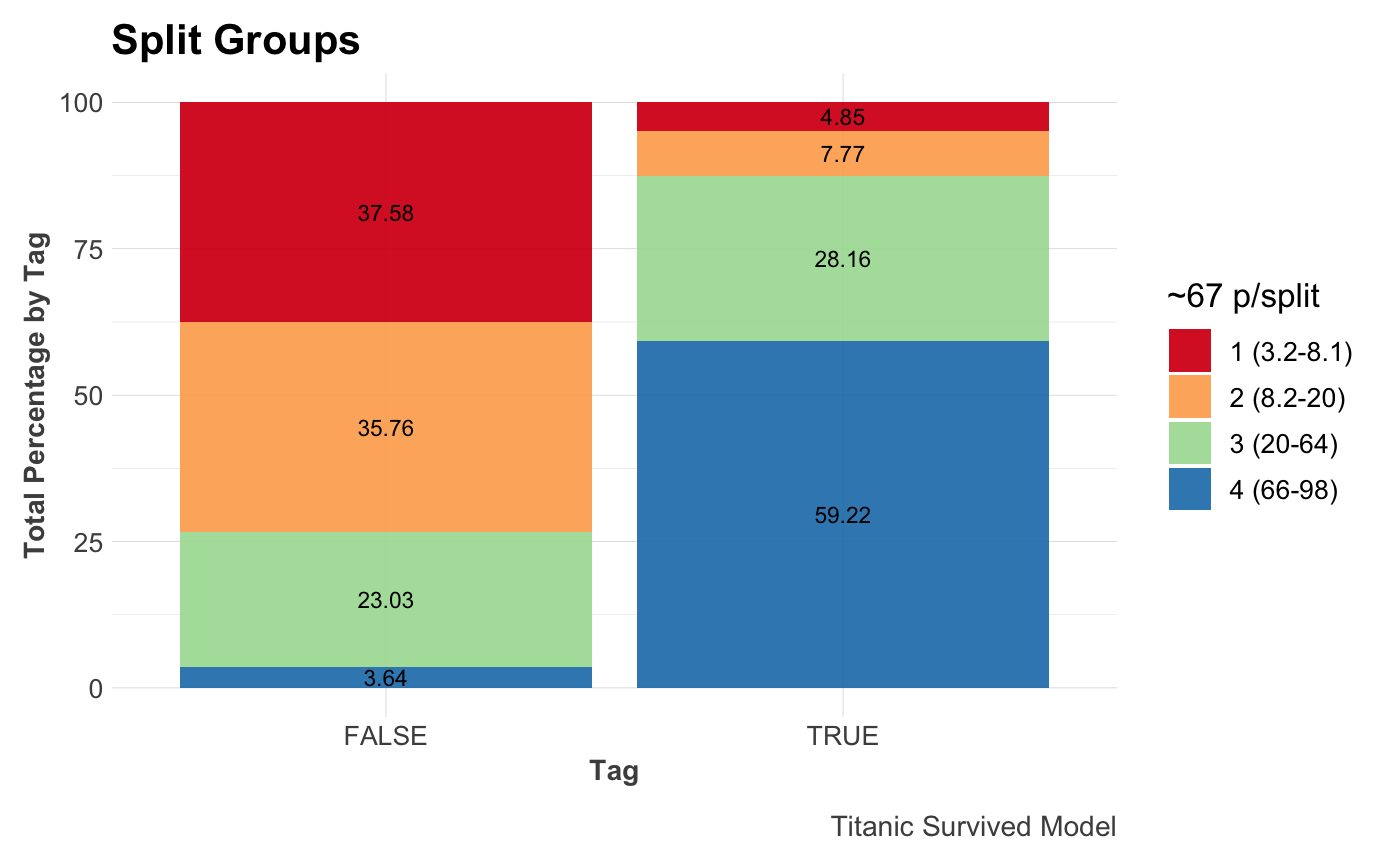 Split Groups
Total Percentage by Tag
100
75
50
25
0
37.58
35.76
23.03
3.64
4.85
7.77
28.16
59.22
FALSE
TRUE
Tag
~67 p/split
1 (3.2-8.1)
2 (8.2-20)
3 (20-64)
4 (66-98)
Titanic Survived Model